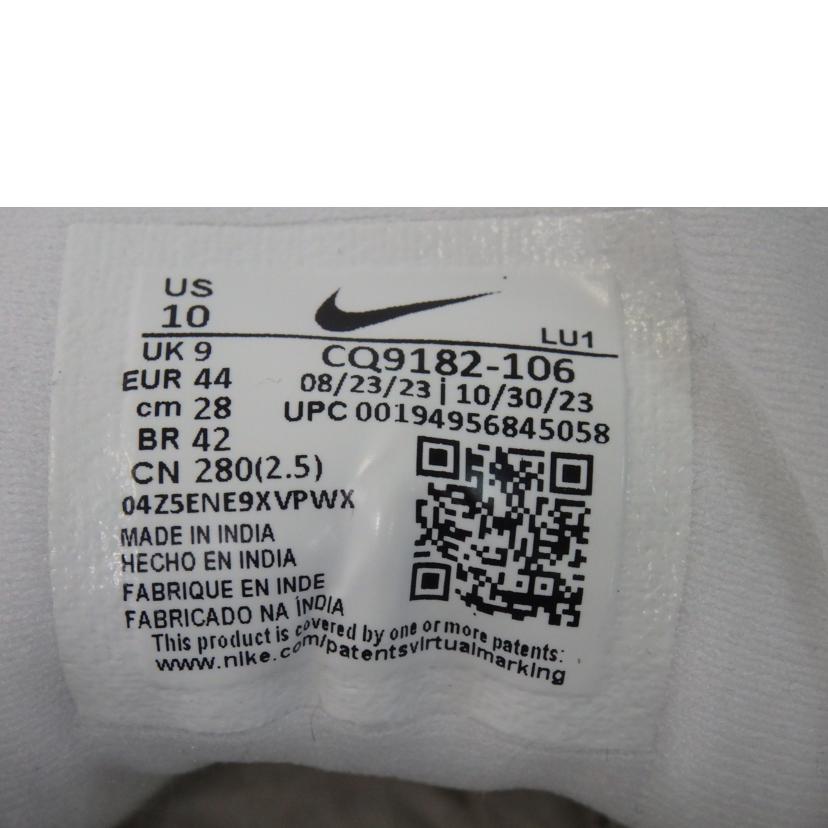 US
10
LU1
UK 9
CQ9182-106
EUR 44
08/23/23 | 10/30/23
cm 28
UPC 00194956845058
BR 42
CN 280(2.5)
04Z5ENE9XVPWX
MADE IN INDIA
HECHO EN INDIA
FABRIQUE EN INDE
FABRICADO NA ÍNDIA
This product is covered by one or more patents:
www.nike.com/patentsvirtualmarking